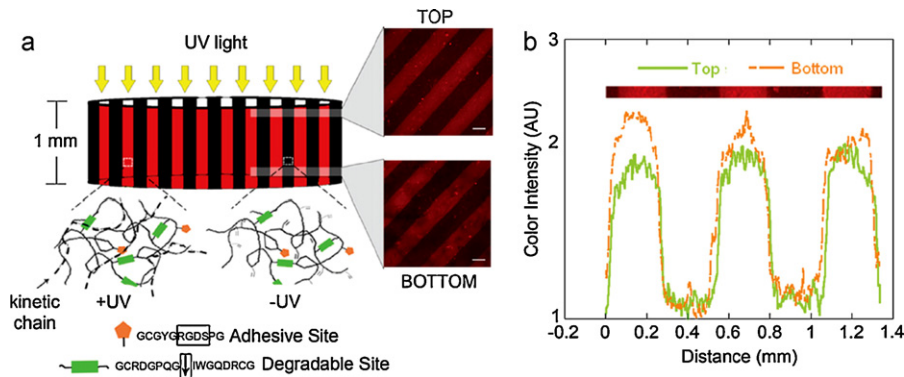 a
UV light
1 mm
TOP
BOTTOM
kinetic chain
+UV
-UV
GCGYGRGDSPG Adhesive Site
GCRDGPQG IWGQDRCG Degradable Site
b
Top
Bottom
Color Intensity (AU)
3
2
1
-0.2
0
0.2
0.4
0.6
0.8
1
1.2
1.4
Distance (mm)